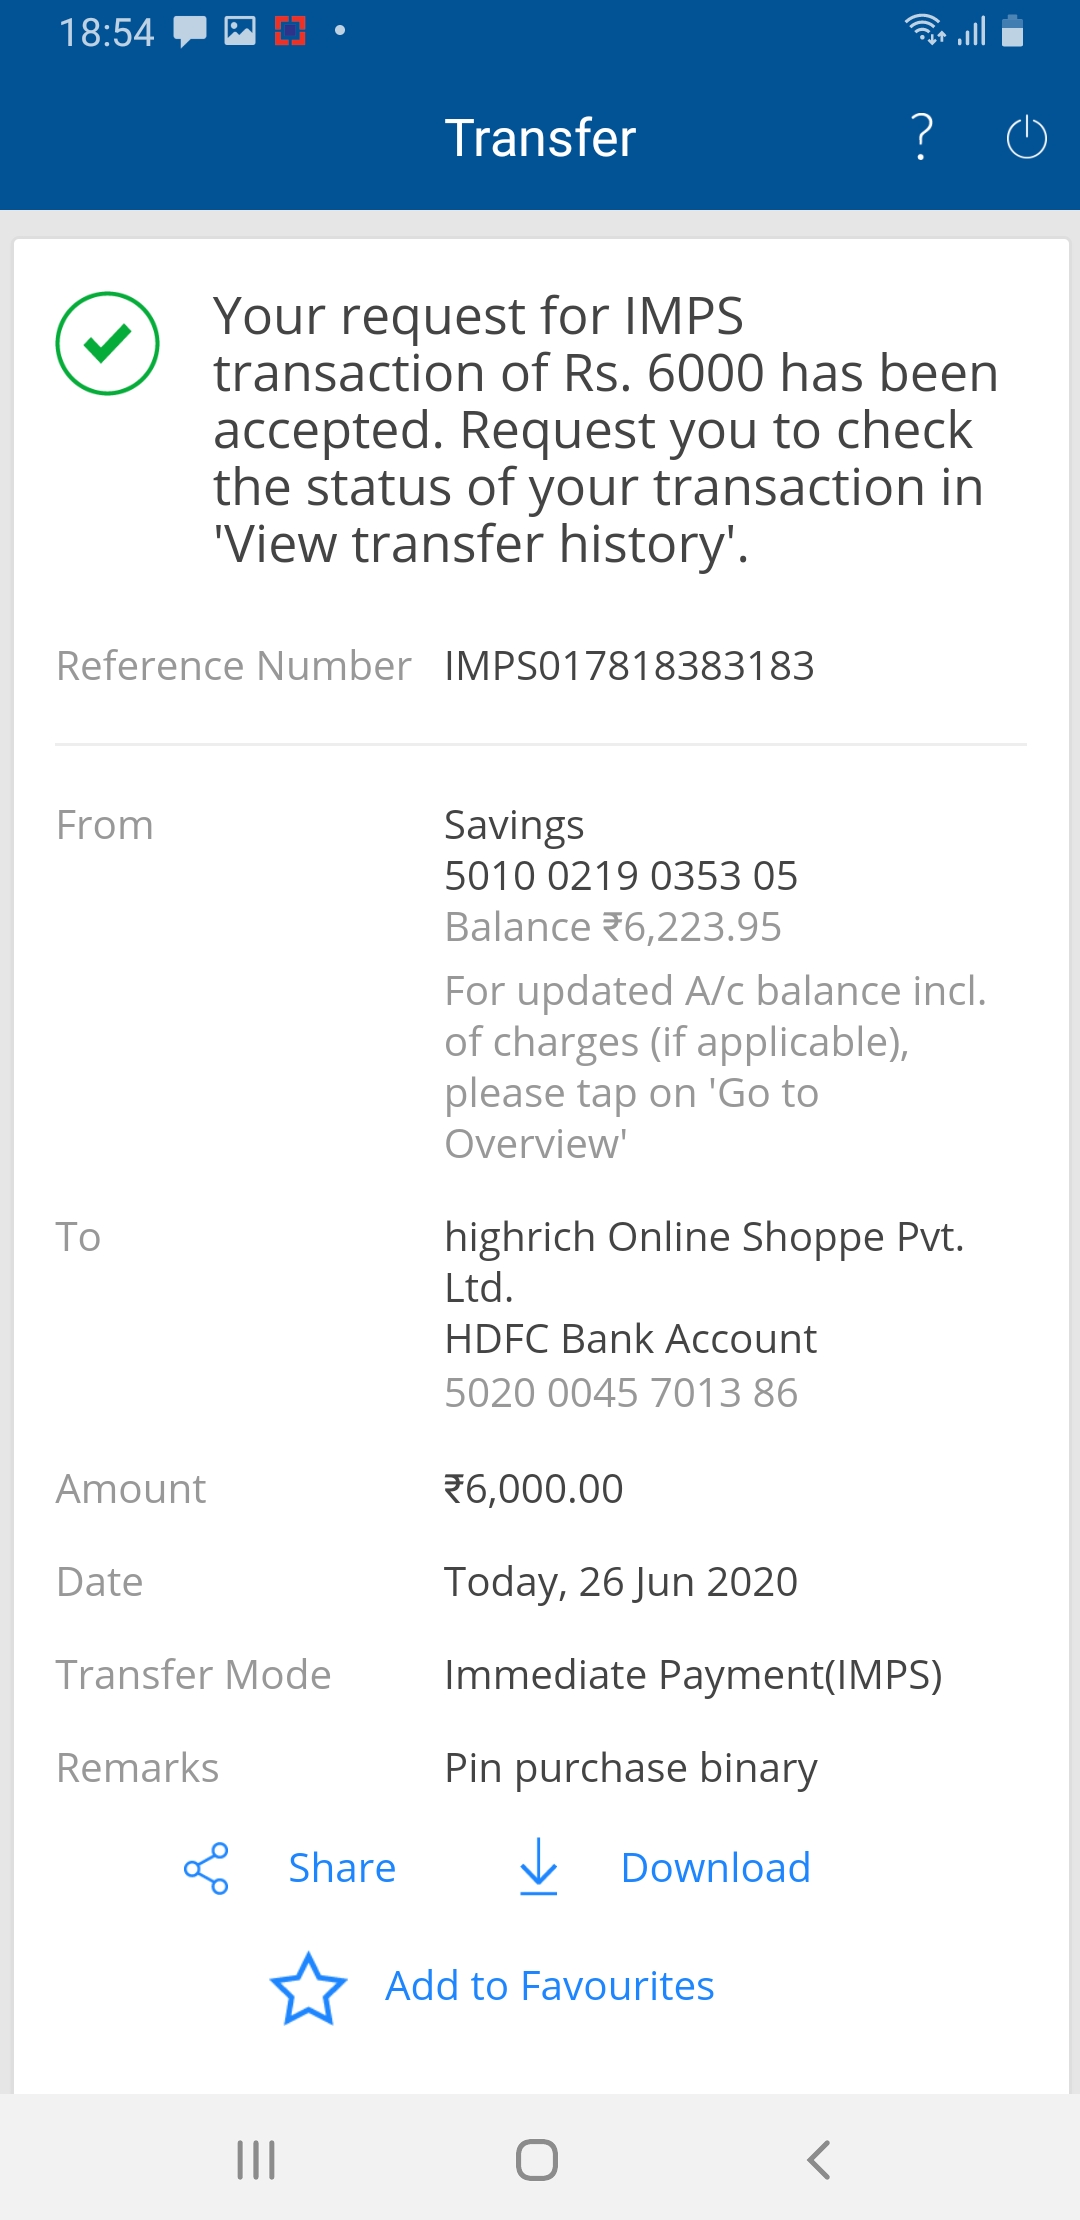 18:54
Transfer
?
Your request for IMPS
transaction of Rs. 6000 has been
accepted. Request you to check
the status of your transaction in
'View transfer history'.
Reference Number IMPS017818383183
From Savings
5010 0219 0353 05
Balance ₹6,223.95
For updated A/c balance incl.
of charges (if applicable),
please tap on 'Go to
Overview'
To highrich Online Shoppe Pvt.
Ltd.
HDFC Bank Account
5020 0045 7013 86
Amount ₹6,000.00
Date Today, 26 Jun 2020
Transfer Mode Immediate Payment(IMPS)
Remarks Pin purchase binary
Share Download
Add to Favourites